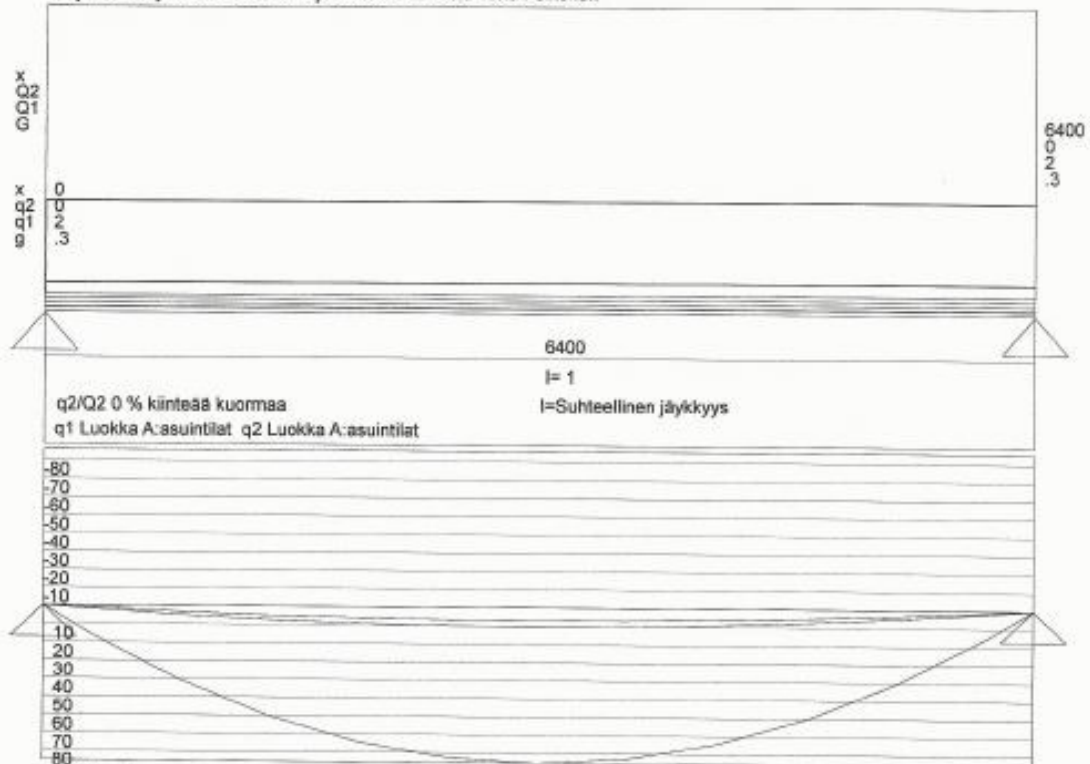 x
Q2
Q1
G
6400
0
2
.3
x 0
q2 0
q1 2
g .3
6400
I= 1
q2/Q2 0 % kiinteää kuormaa
I=Suhteellinen jäykkyys
q1 Luokka A:asuintilat q2 Luokka A:asuintilat
-80
-70
-60
-50
-40
-30
-20
-10
10
20
30
40
50
60
70
80